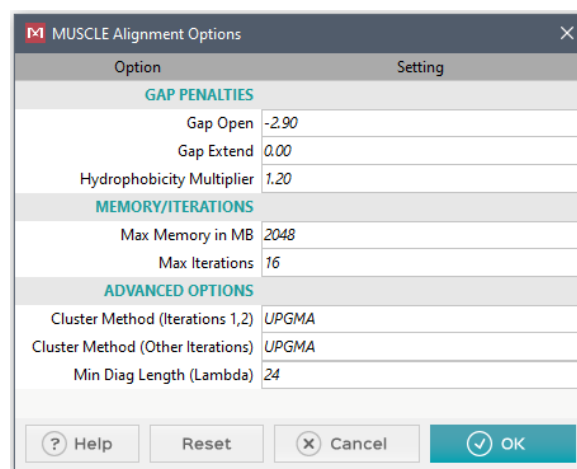 MUSCLE Alignment Options
Option Setting
GAP PENALTIES
Gap Open -2.90
Gap Extend 0.00
Hydrophobicity Multiplier 1.20
MEMORY/ITERATIONS
Max Memory in MB 2048
Max Iterations 16
ADVANCED OPTIONS
Cluster Method (Iterations 1,2) UPGMA
Cluster Method (Other Iterations) UPGMA
Min Diag Length (Lambda) 24
? Help Reset Cancel OK